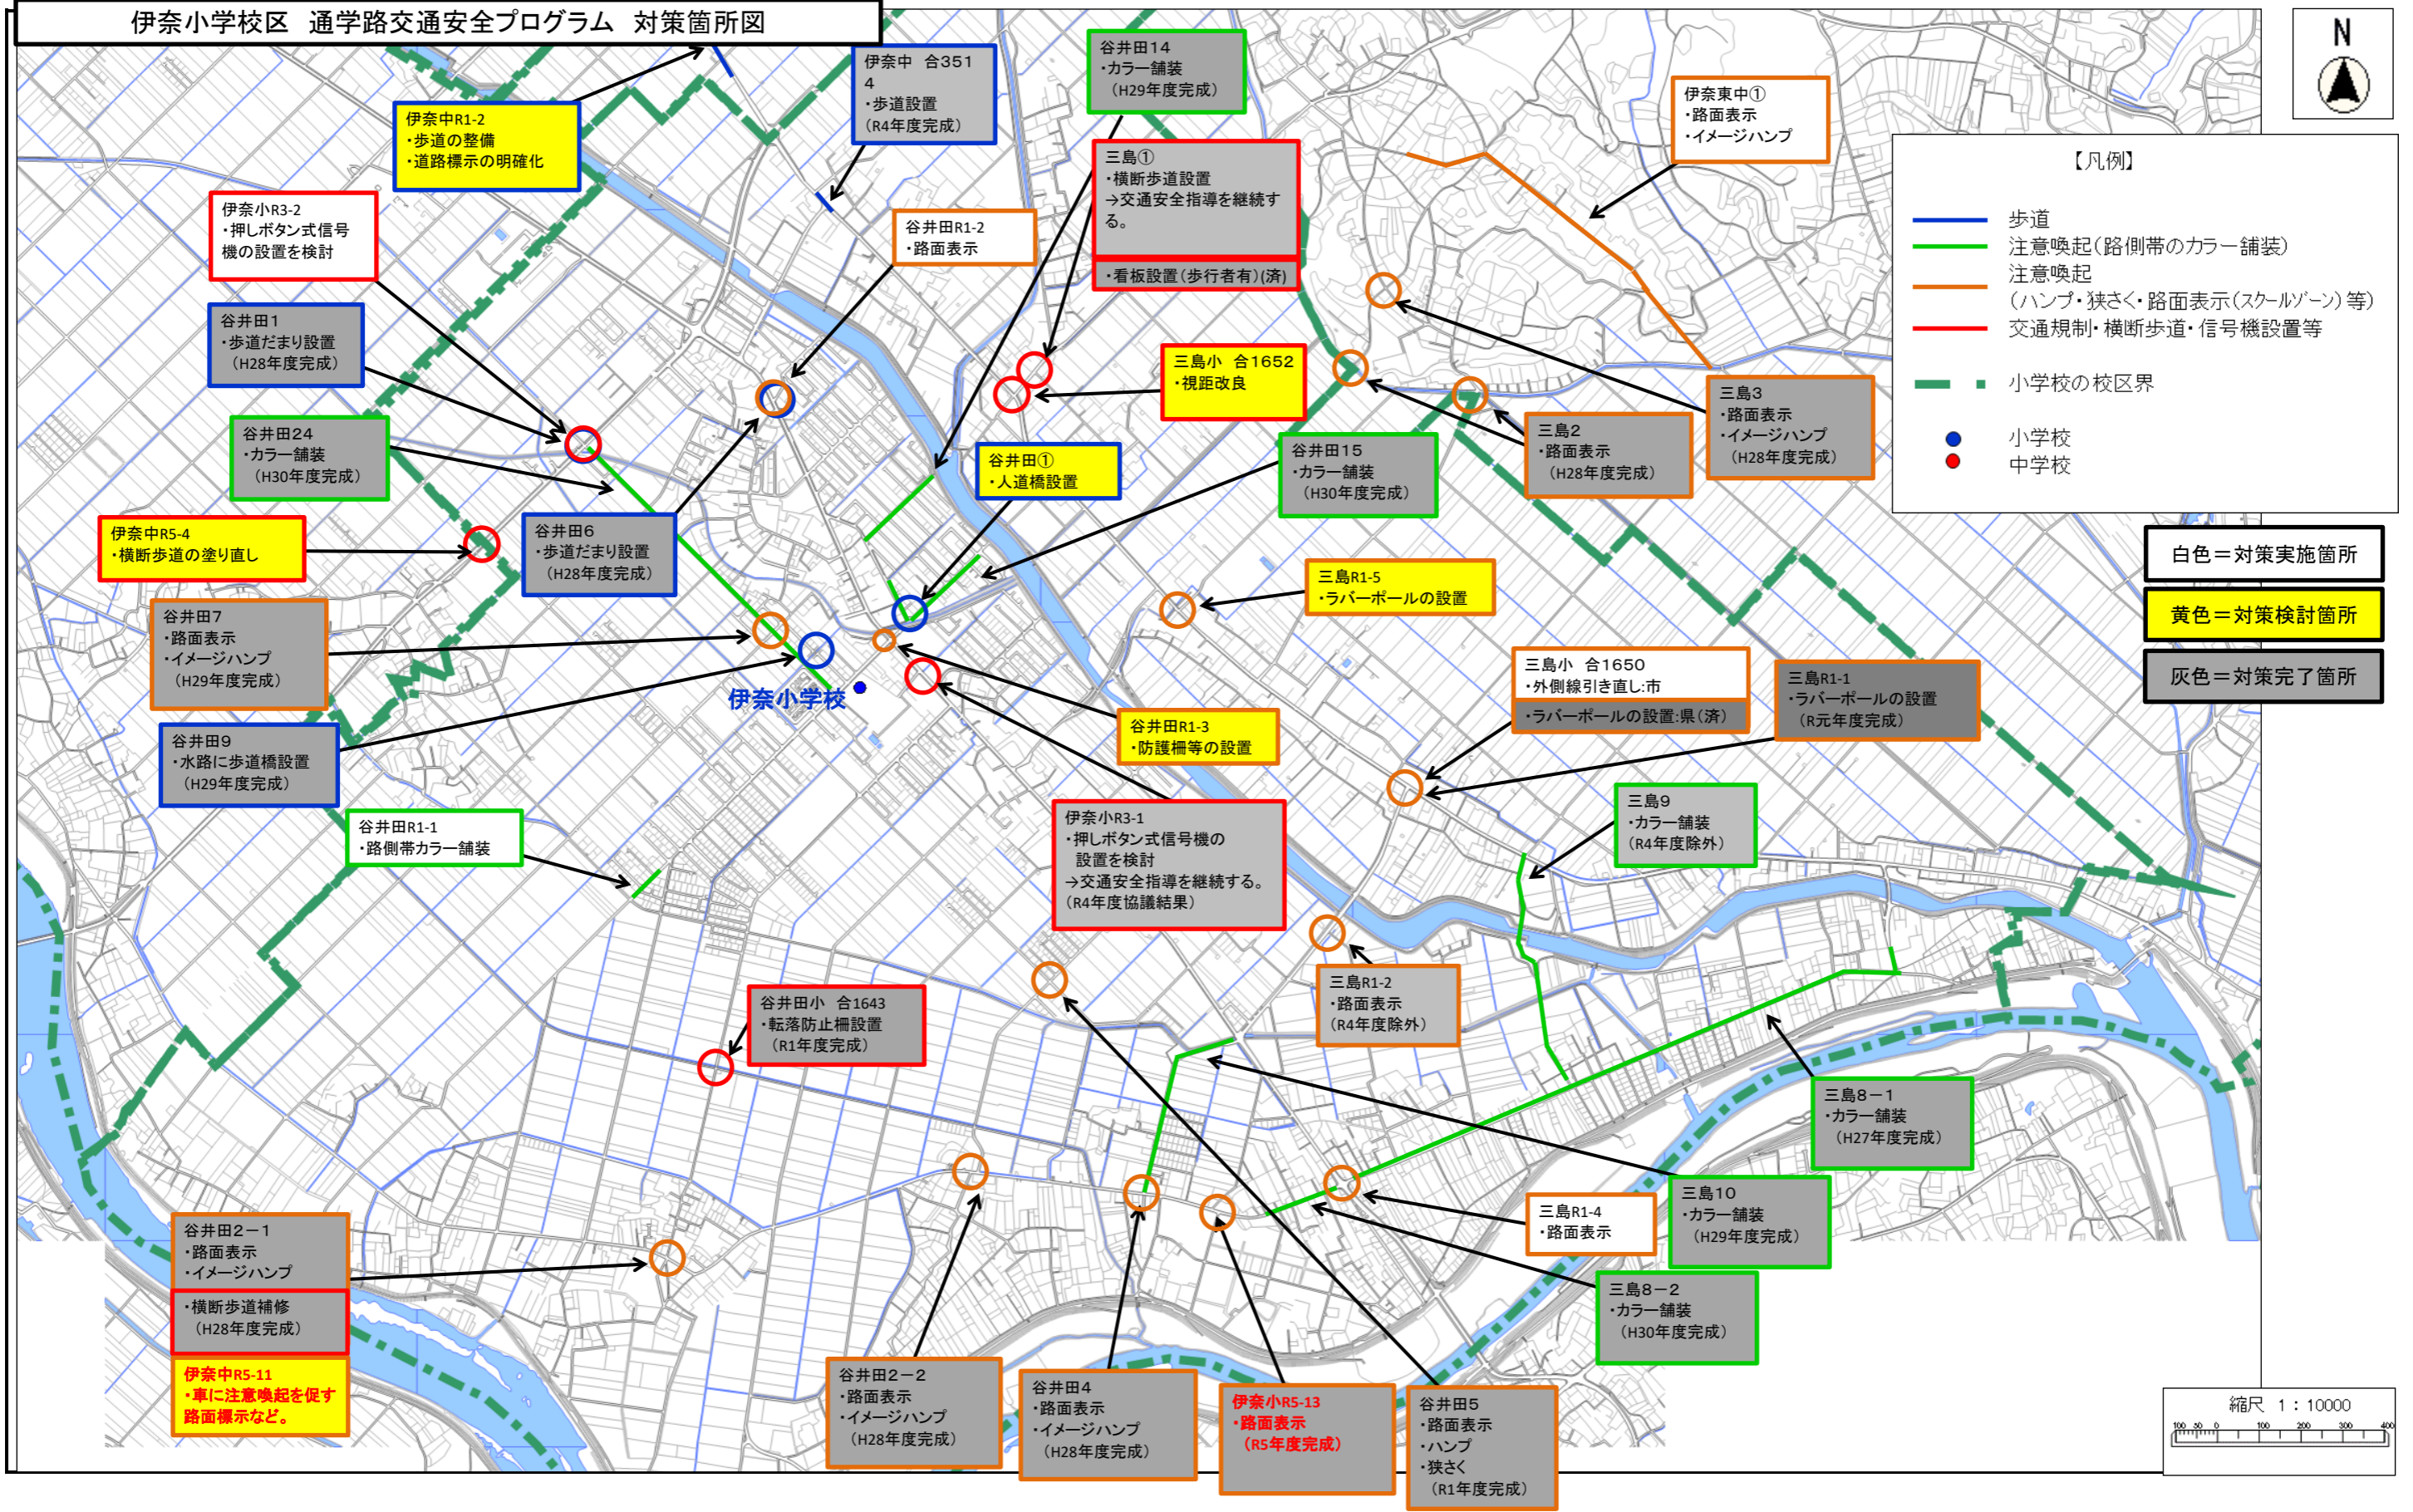 伊奈小学校区　通学路交通安全プログラム　対策箇所図
N
伊奈中　合351
4
・歩道設置
(R4年度完成)
谷井田14
・カラー舗装
(H29年度完成)
伊奈東中①
・路面表示
・イメージハンプ
伊奈中R1-2
・歩道の整備
・道路標示の明確化
三島①
・横断歩道設置
→交通安全指導を継続す
る。
・看板設置(歩行者有)(済)
【凡例】
歩道
注意喚起(路側帯のカラー舗装)
注意喚起
(ハンプ・狭さく・路面表示(スクールゾーン)等)
交通規制・横断歩道・信号機設置等
小学校の校区界
小学校
中学校
伊奈小R3-2
・押しボタン式信号
機の設置を検討
谷井田R1-2
・路面表示
谷井田1
・歩道だまり設置
(H28年度完成)
三島小　合1652
・視距改良
三島3
・路面表示
・イメージハンプ
(H28年度完成)
谷井田24
・カラー舗装
(H30年度完成)
谷井田①
・人道橋設置
谷井田15
・カラー舗装
(H30年度完成)
三島2
・路面表示
(H28年度完成)
伊奈中R5-4
・横断歩道の塗り直し
谷井田6
・歩道だまり設置
(H28年度完成)
白色＝対策実施箇所
黄色＝対策検討箇所
灰色＝対策完了箇所
三島R1-5
・ラバーポールの設置
谷井田7
・路面表示
・イメージハンプ
(H29年度完成)
三島小　合1650
・外側線引き直し:市
・ラバーポールの設置:県(済)
三島R1-1
・ラバーポールの設置
(R元年度完成)
伊奈小学校
谷井田R1-3
・防護柵等の設置
谷井田9
・水路に歩道橋設置
(H29年度完成)
三島9
・カラー舗装
(R4年度除外)
谷井田R1-1
・路側帯カラー舗装
伊奈小R3-1
・押しボタン式信号機の
設置を検討
→交通安全指導を継続する。
(R4年度協議結果)
三島R1-2
・路面表示
(R4年度除外)
谷井田小　合1643
・転落防止柵設置
(R1年度完成)
三島8－1
・カラー舗装
(H27年度完成)
三島R1-4
・路面表示
三島10
・カラー舗装
(H29年度完成)
谷井田2－1
・路面表示
・イメージハンプ
・横断歩道補修
(H28年度完成)
伊奈中R5-11
・車に注意喚起を促す
路面標示など。
三島8－2
・カラー舗装
(H30年度完成)
谷井田2－2
・路面表示
・イメージハンプ
(H28年度完成)
谷井田4
・路面表示
・イメージハンプ
(H28年度完成)
伊奈小R5-13
・路面表示
(R5年度完成)
谷井田5
・路面表示
・ハンプ
・狭さく
(R1年度完成)
縮尺　1：10000
100 50 0 100 200 300 400